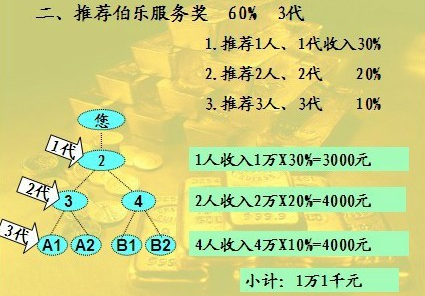 二、推荐伯乐服务奖 60% 3代
1.推荐1人、1代收入30%
2.推荐2人、2代 20%
3.推荐3人、3代 10%
您
1代
2
1人收入1万X30%=3000元
2代
3
4
2人收入2万X20%=4000元
3代
A1
A2
B1
B2
4人收入4万X10%=4000元
小计：1万1千元